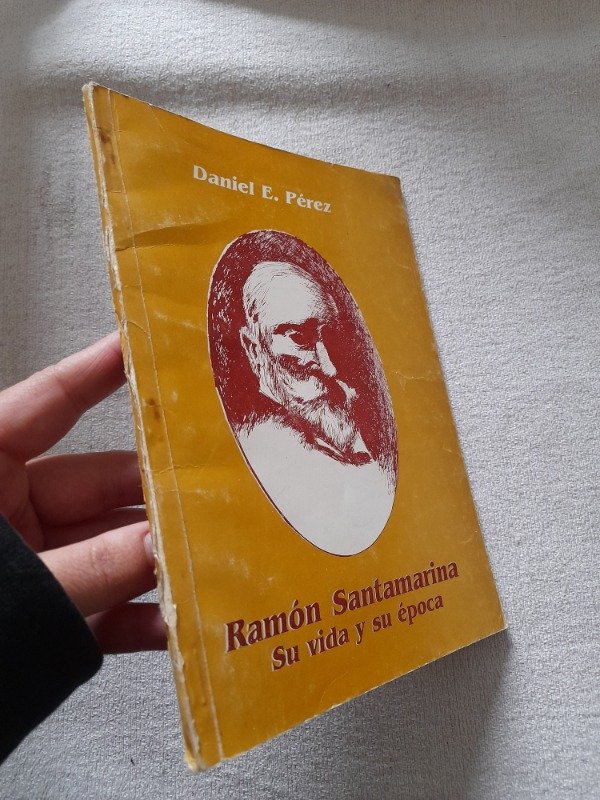 Daniel E. Pérez
Ramón Santamarina
Su vida y su época